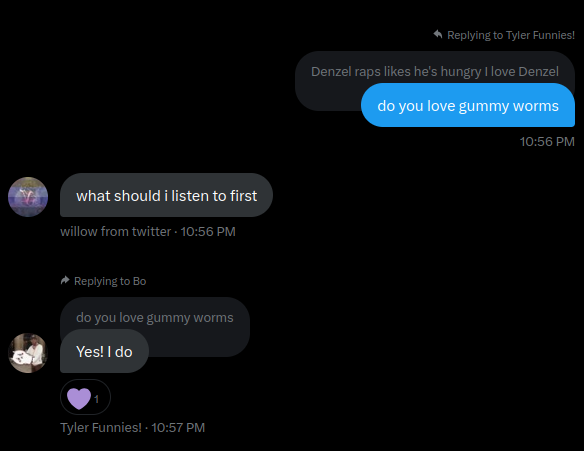 Replying to Tyler Funnies!
Denzel raps likes he's hungry I love Denzel
do you love gummy worms
10:56 PM
what should i listen to first
willow from twitter · 10:56 PM
Replying to Bo
do you love gummy worms
Yes! I do
1
Tyler Funnies! · 10:57 PM